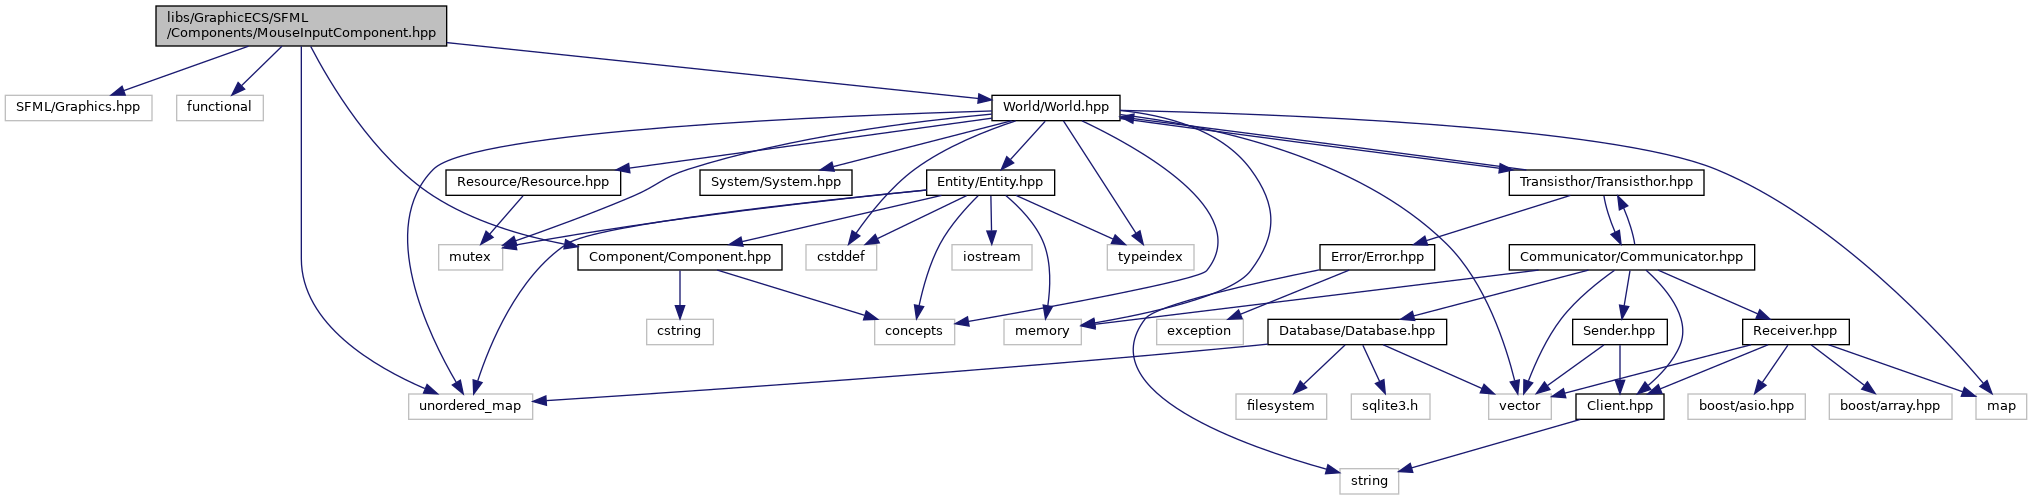 libs/GraphicECS/SFML
/Components/MouseInputComponent.hpp
SFML/Graphics.hpp
functional
World/World.hpp
Resource/Resource.hpp
System/System.hpp
Entity/Entity.hpp
Transisthor/Transisthor.hpp
mutex
Component/Component.hpp
cstddef
iostream
typeindex
Error/Error.hpp
Communicator/Communicator.hpp
cstring
concepts
memory
exception
Database/Database.hpp
Sender.hpp
Receiver.hpp
unordered_map
filesystem
sqlite3.h
vector
Client.hpp
boost/asio.hpp
boost/array.hpp
map
string